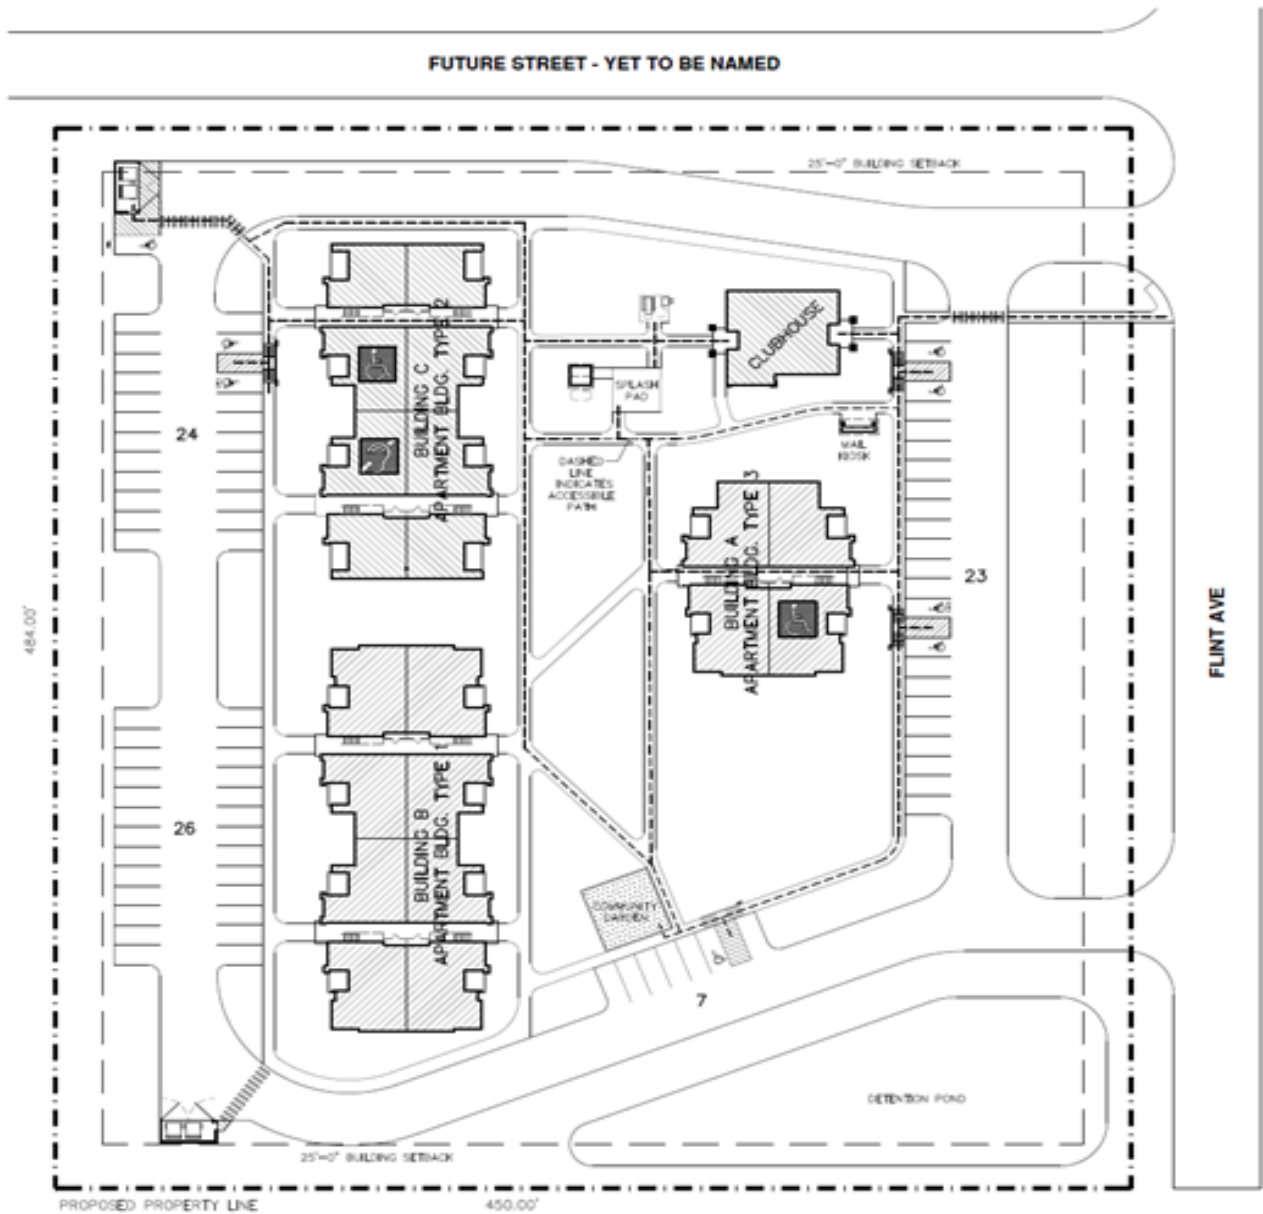 FUTURE STREET - YET TO BE NAMED
25'-0" BUILDING SETBACK
CLUBHOUSE
BUILDING C
APARTMENT BLDG. TYPE 2
SPLASH
PAD
24
MAIL
KIOSK
DASHED
LINE
INDICATES
ACCESSIBLE
PATH
BUILDING A
APARTMENT BLDG. TYPE 3
23
484.00'
FLINT AVE
26
BUILDING B
APARTMENT BLDG. TYPE 1
COMMUNITY
GARDEN
7
DETENTION POND
25'-0" BUILDING SETBACK
PROPOSED PROPERTY LINE
450.00'